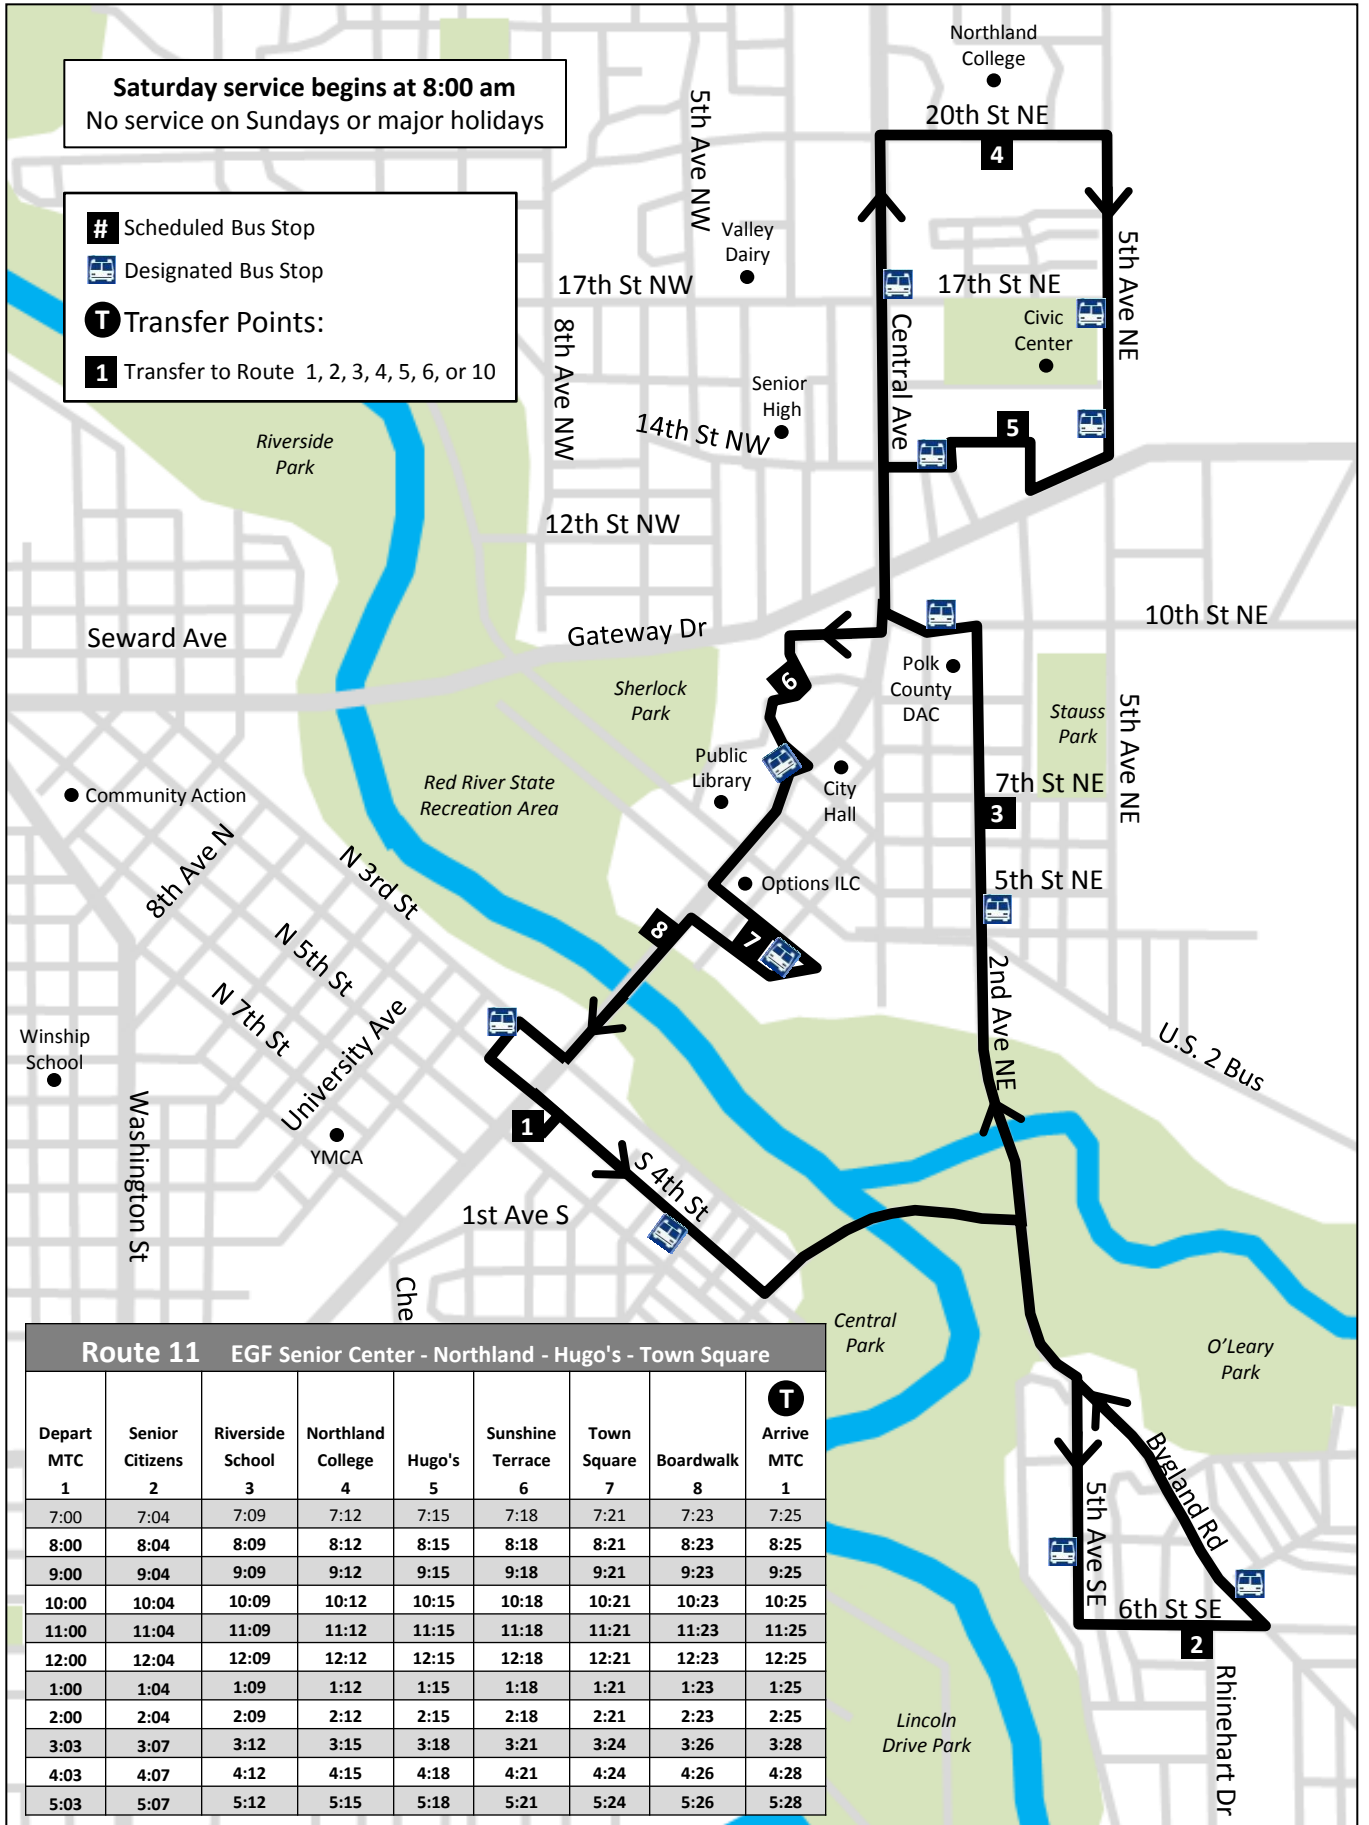 Saturday service begins at 8:00 am
No service on Sundays or major holidays
# Scheduled Bus Stop
Designated Bus Stop
T Transfer Points:
1 Transfer to Route 1, 2, 3, 4, 5, 6, or 10
Northland
College
20th St NE
4
5th Ave NW
Valley
Dairy
17th St NW
17th St NE
5th Ave NE
Civic
Center
8th Ave NW
Central Ave
Senior
High
14th St NW
5
Riverside
Park
12th St NW
10th St NE
Seward Ave
Gateway Dr
6
Sherlock
Park
Polk
County
DAC
Stauss
Park
5th Ave NE
Public
Library
City
Hall
7th St NE
3
Red River State
Recreation Area
Community Action
8th Ave N
N 3rd St
Options ILC
5th St NE
8
7
N 5th St
N 7th St
University Ave
2nd Ave NE
U.S. 2 Bus
Winship
School
Washington St
YMCA
1
S 4th St
1st Ave S
Che
Central
Park
O'Leary
Park
Bygland Rd
5th Ave SE
6th St SE
2
Rhinehart Dr
Lincoln
Drive Park
Route 11 EGF Senior Center - Northland - Hugo's - Town Square
T
Depart Senior Riverside Northland Sunshine Town Arrive
MTC Citizens School College Hugo's Terrace Square Boardwalk MTC
1 2 3 4 5 6 7 8 1
7:00 7:04 7:09 7:12 7:15 7:18 7:21 7:23 7:25
8:00 8:04 8:09 8:12 8:15 8:18 8:21 8:23 8:25
9:00 9:04 9:09 9:12 9:15 9:18 9:21 9:23 9:25
10:00 10:04 10:09 10:12 10:15 10:18 10:21 10:23 10:25
11:00 11:04 11:09 11:12 11:15 11:18 11:21 11:23 11:25
12:00 12:04 12:09 12:12 12:15 12:18 12:21 12:23 12:25
1:00 1:04 1:09 1:12 1:15 1:18 1:21 1:23 1:25
2:00 2:04 2:09 2:12 2:15 2:18 2:21 2:23 2:25
3:03 3:07 3:12 3:15 3:18 3:21 3:24 3:26 3:28
4:03 4:07 4:12 4:15 4:18 4:21 4:24 4:26 4:28
5:03 5:07 5:12 5:15 5:18 5:21 5:24 5:26 5:28